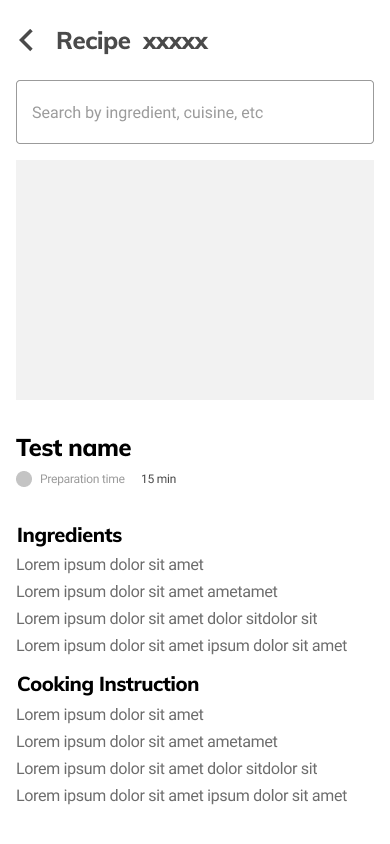 Recipe xxxxx
Search by ingredient, cuisine, etc
Test name
Preparation time 15 min
Ingredients
Lorem ipsum dolor sit amet
Lorem ipsum dolor sit amet ametamet
Lorem ipsum dolor sit amet dolor sitdolor sit
Lorem ipsum dolor sit amet ipsum dolor sit amet
Cooking Instruction
Lorem ipsum dolor sit amet
Lorem ipsum dolor sit amet ametamet
Lorem ipsum dolor sit amet dolor sitdolor sit
Lorem ipsum dolor sit amet ipsum dolor sit amet